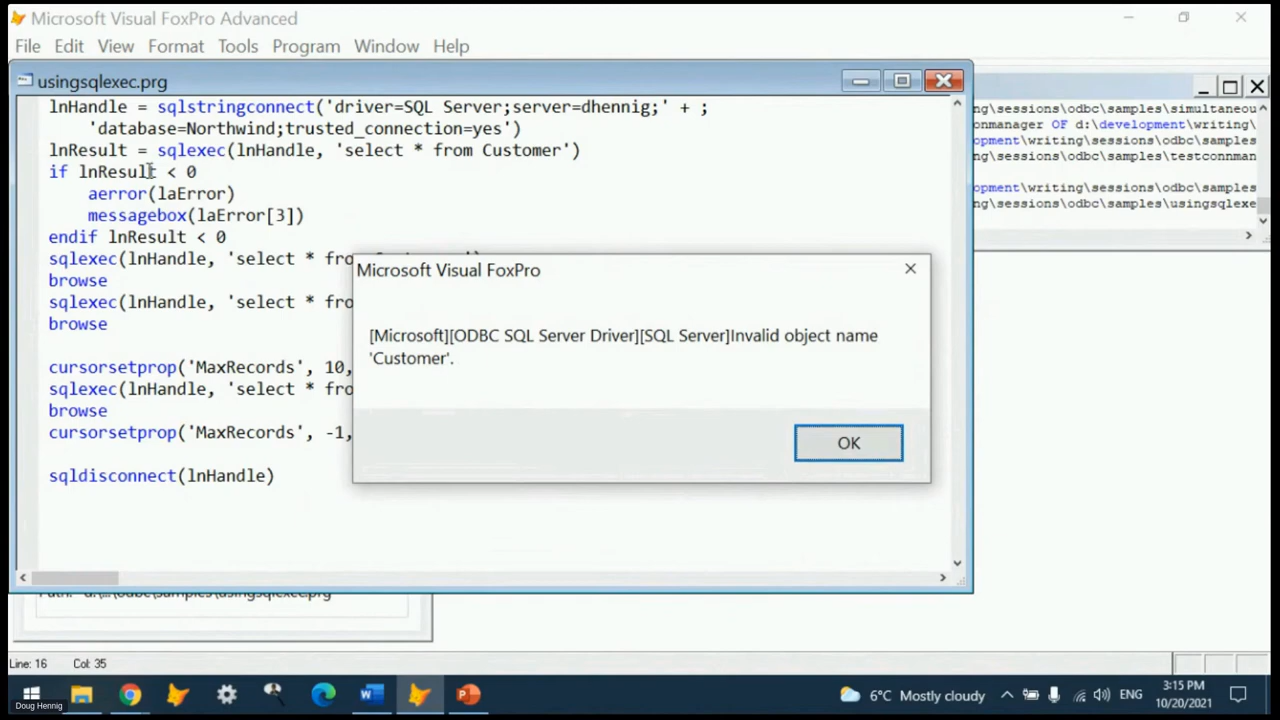 Microsoft Visual FoxPro Advanced
File Edit View Format Tools Program Window Help
usingsqlexec.prg
lnHandle = sqlstringconnect('driver=SQL Server;server=dhennig;' + ;
'database=Northwind;trusted_connection=yes')
lnResult = sqlexec(lnHandle, 'select * from Customer')
if lnResult < 0
aerror(laError)
messagebox(laError[3])
endif lnResult < 0
sqlexec(lnHandle, 'select * fro
browse
sqlexec(lnHandle, 'select * fro
browse
cursorsetprop('MaxRecords', 10,
sqlexec(lnHandle, 'select * fro
browse
cursorsetprop('MaxRecords', -1,
sqldisconnect(lnHandle)
ng\sessions\odbc\samples\simultaneou
onmanager OF d:\development\writing\
opment\writing\sessions\odbc\samples
ng\sessions\odbc\samples\testconnman
opment\writing\sessions\odbc\samples
ng\sessions\odbc\samples\usingsqlexe
Microsoft Visual FoxPro
[Microsoft][ODBC SQL Server Driver][SQL Server]Invalid object name
'Customer'.
OK
Path: d:\...\odbc\samples\usingsqlexec.prg
Line: 16 Col: 35
Doug Hennig
6°C Mostly cloudy
ENG
3:15 PM
10/20/2021